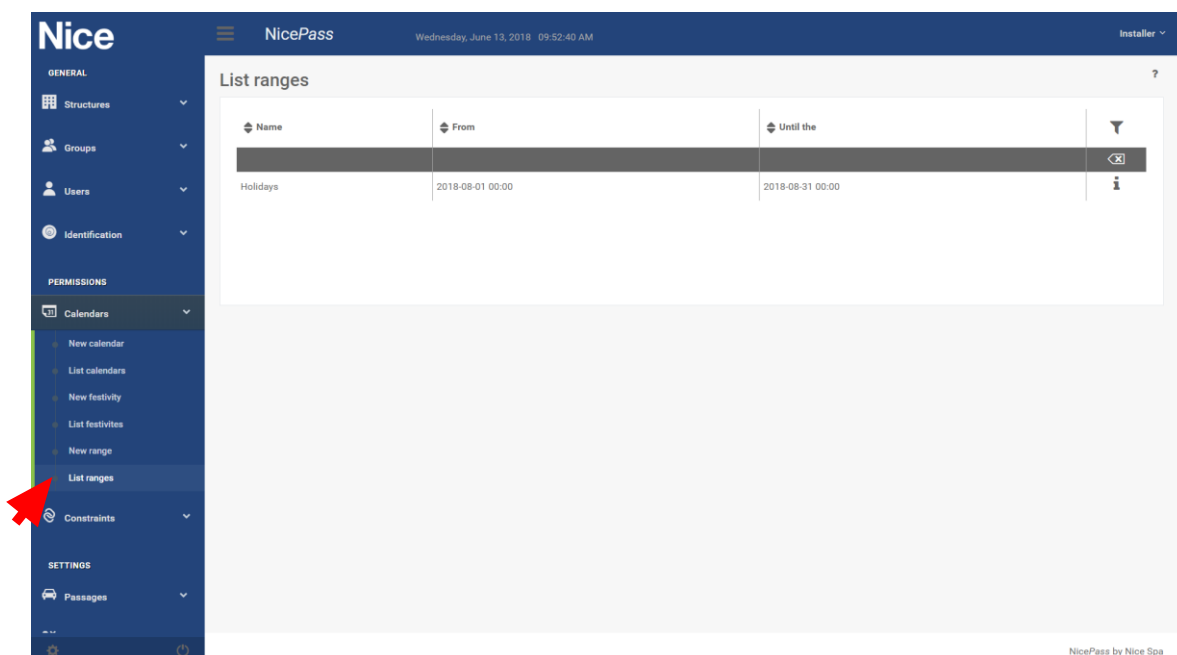 Nice
NicePass
Wednesday, June 13, 2018 09:52:40 AM
Installer
GENERAL
Structures
Groups
Users
Identification
PERMISSIONS
Calendars
31
New calendar
List calendars
New festivity
List festivites
New range
List ranges
Constraints
SETTINGS
Passages
List ranges
?
Name
From
Until the
Holidays
2018-08-01 00:00
2018-08-31 00:00
i
NicePass by Nice Spa